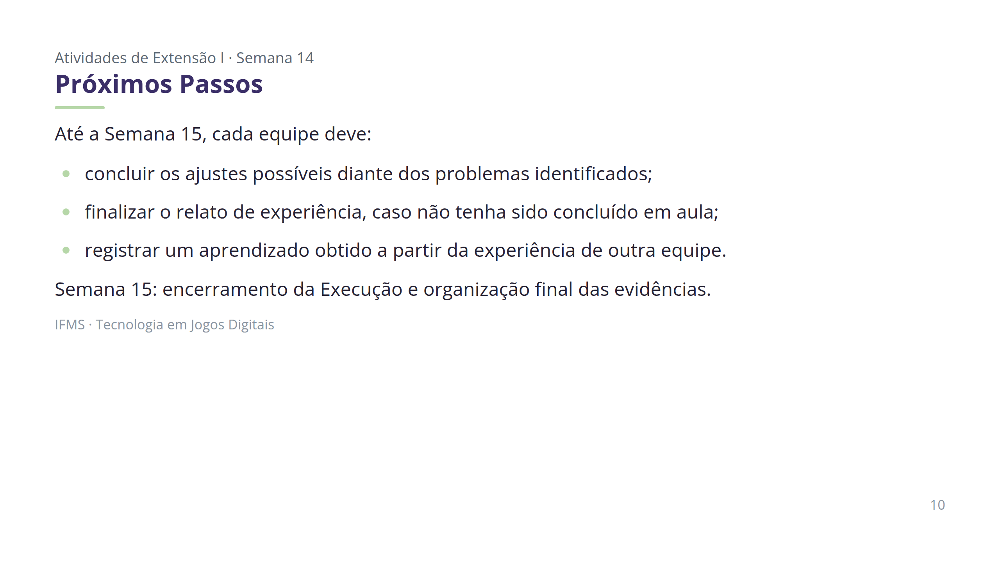 Atividades de Extensão I · Semana 14
Próximos Passos
Até a Semana 15, cada equipe deve:
concluir os ajustes possíveis diante dos problemas identificados;
finalizar o relato de experiência, caso não tenha sido concluído em aula;
registrar um aprendizado obtido a partir da experiência de outra equipe.
Semana 15: encerramento da Execução e organização final das evidências.
IFMS · Tecnologia em Jogos Digitais
10